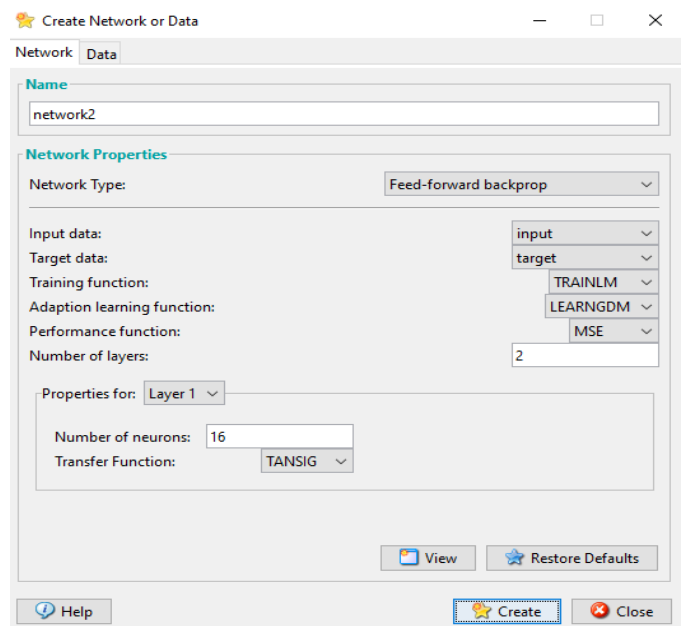 Create Network or Data
Network Data
Name
network2
Network Properties
Network Type: Feed-forward backprop
Input data: input
Target data: target
Training function: TRAINLM
Adaption learning function: LEARNGDM
Performance function: MSE
Number of layers: 2
Properties for: Layer 1
Number of neurons: 16
Transfer Function: TANSIG
View Restore Defaults
Help Create Close